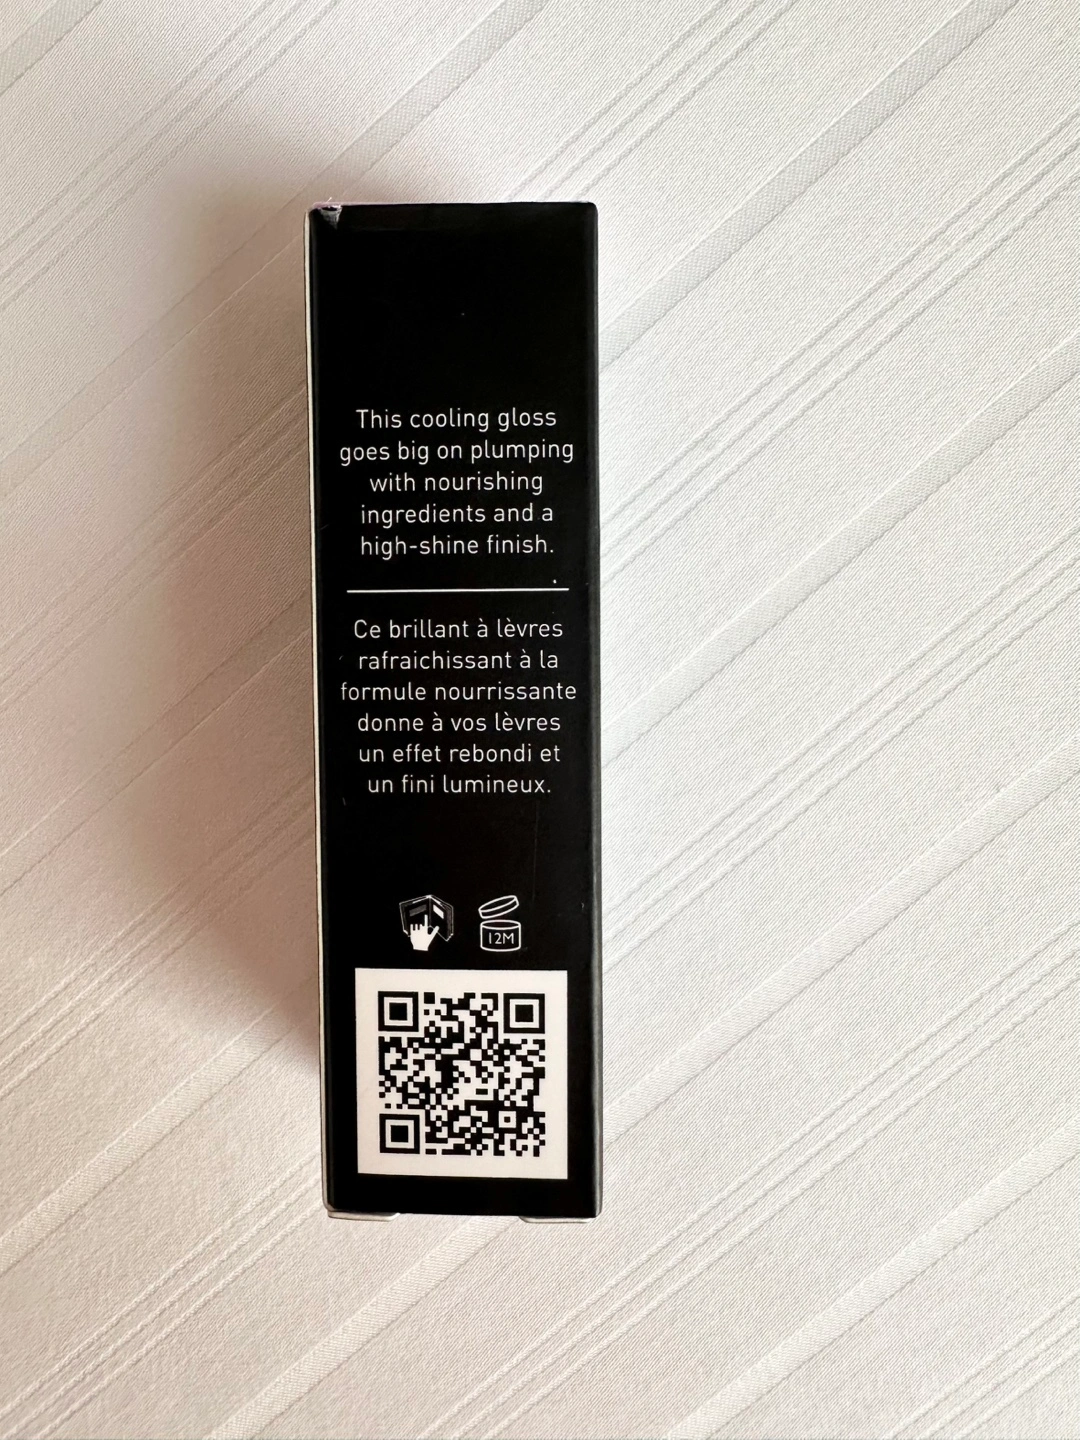 This cooling gloss
goes big on plumping
with nourishing
ingredients and a
high-shine finish.
Ce brillant à lèvres
rafraichissant à la
formule nourrissante
donne à vos lèvres
un effet rebondi et
un fini lumineux.
12M